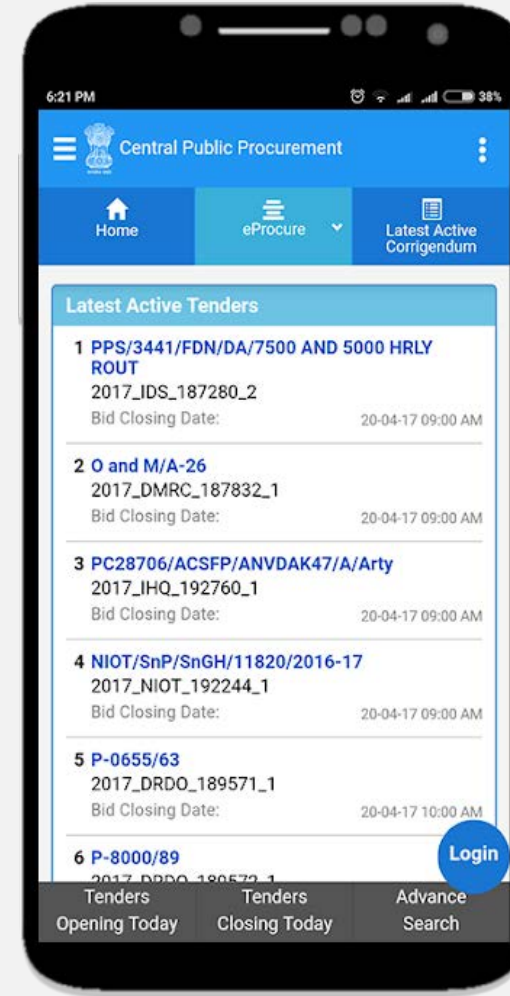 6:21 PM 38%
Central Public Procurement
Home
eProcure
Latest Active
Corrigendum
Latest Active Tenders
1 PPS/3441/FDN/DA/7500 AND 5000 HRLY
ROUT
2017_IDS_187280_2
Bid Closing Date: 20-04-17 09:00 AM
2 O and M/A-26
2017_DMRC_187832_1
Bid Closing Date: 20-04-17 09:00 AM
3 PC28706/ACSFP/ANVDAK47/A/Arty
2017_IHQ_192760_1
Bid Closing Date: 20-04-17 09:00 AM
4 NIOT/SnP/SnGH/11820/2016-17
2017_NIOT_192244_1
Bid Closing Date: 20-04-17 09:00 AM
5 P-0655/63
2017_DRDO_189571_1
Bid Closing Date: 20-04-17 10:00 AM
6 P-8000/89
2017_DRDO_189572_1
Login
Tenders
Opening Today
Tenders
Closing Today
Advance
Search